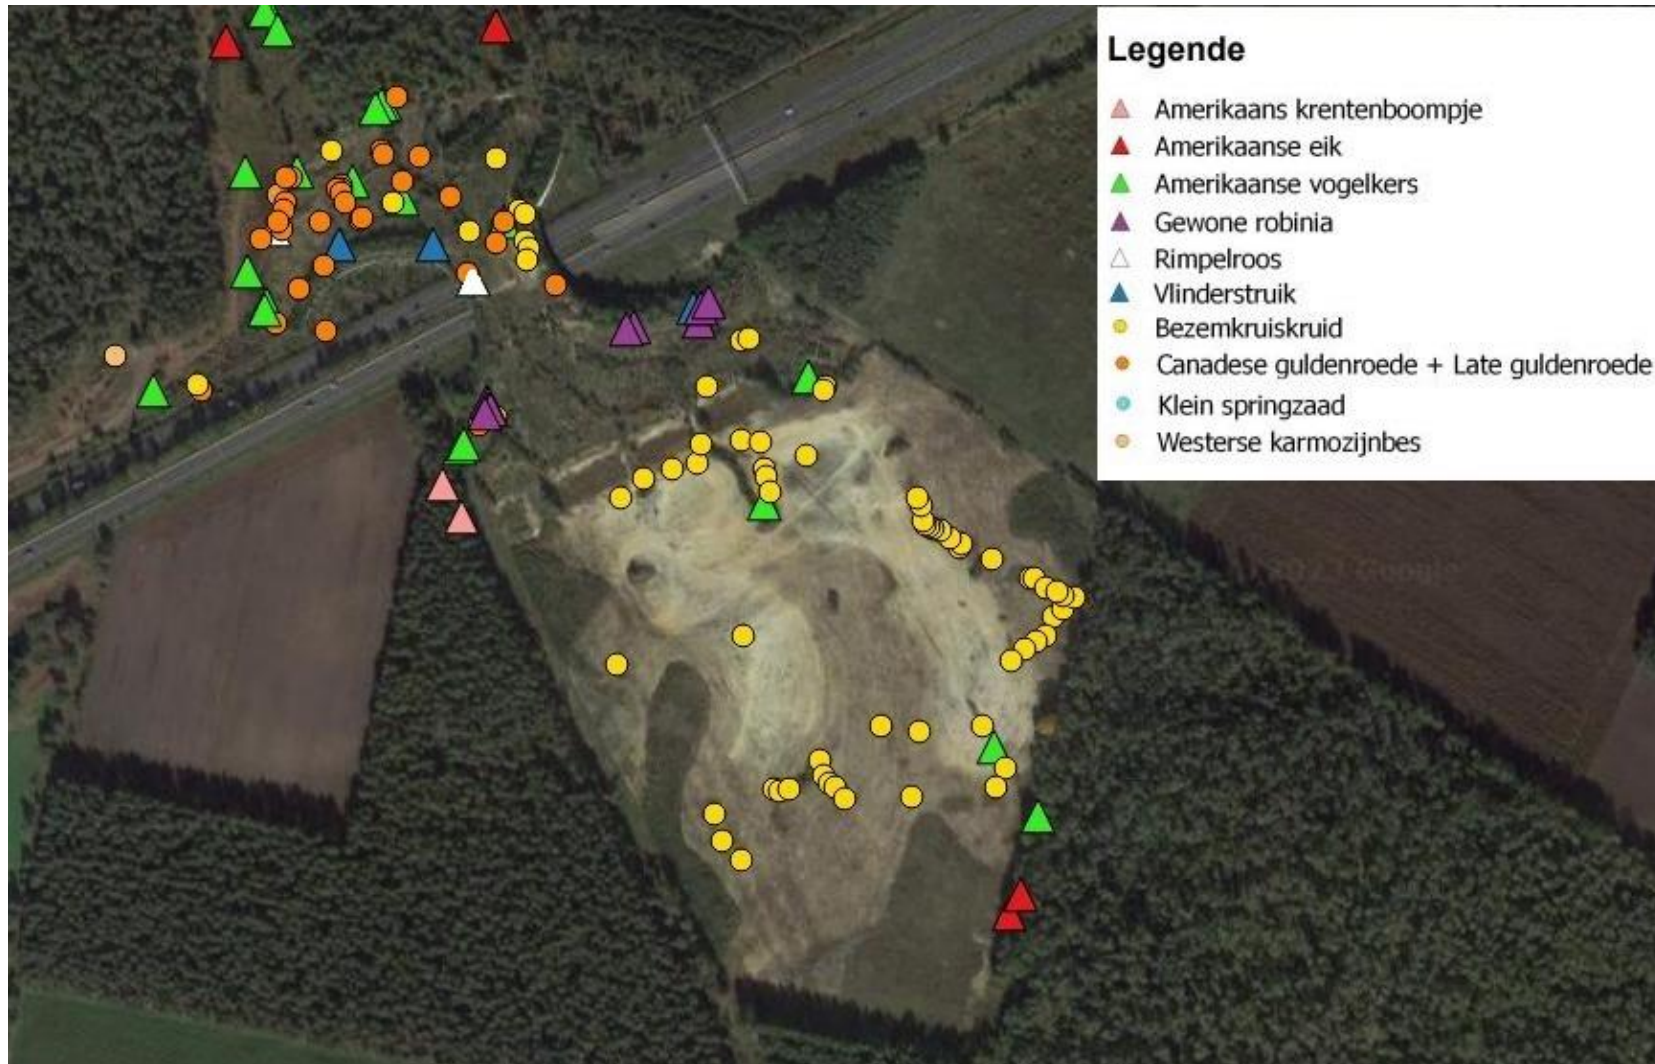 Legende
Amerikaans krentenboompje
Amerikaanse eik
Amerikaanse vogelkers
Gewone robinia
Rimpelroos
Vlinderstruik
Bezemkruiskruid
Canadese guldenroede + Late guldenroede
Klein springzaad
Westerse karmozijnbes
Google